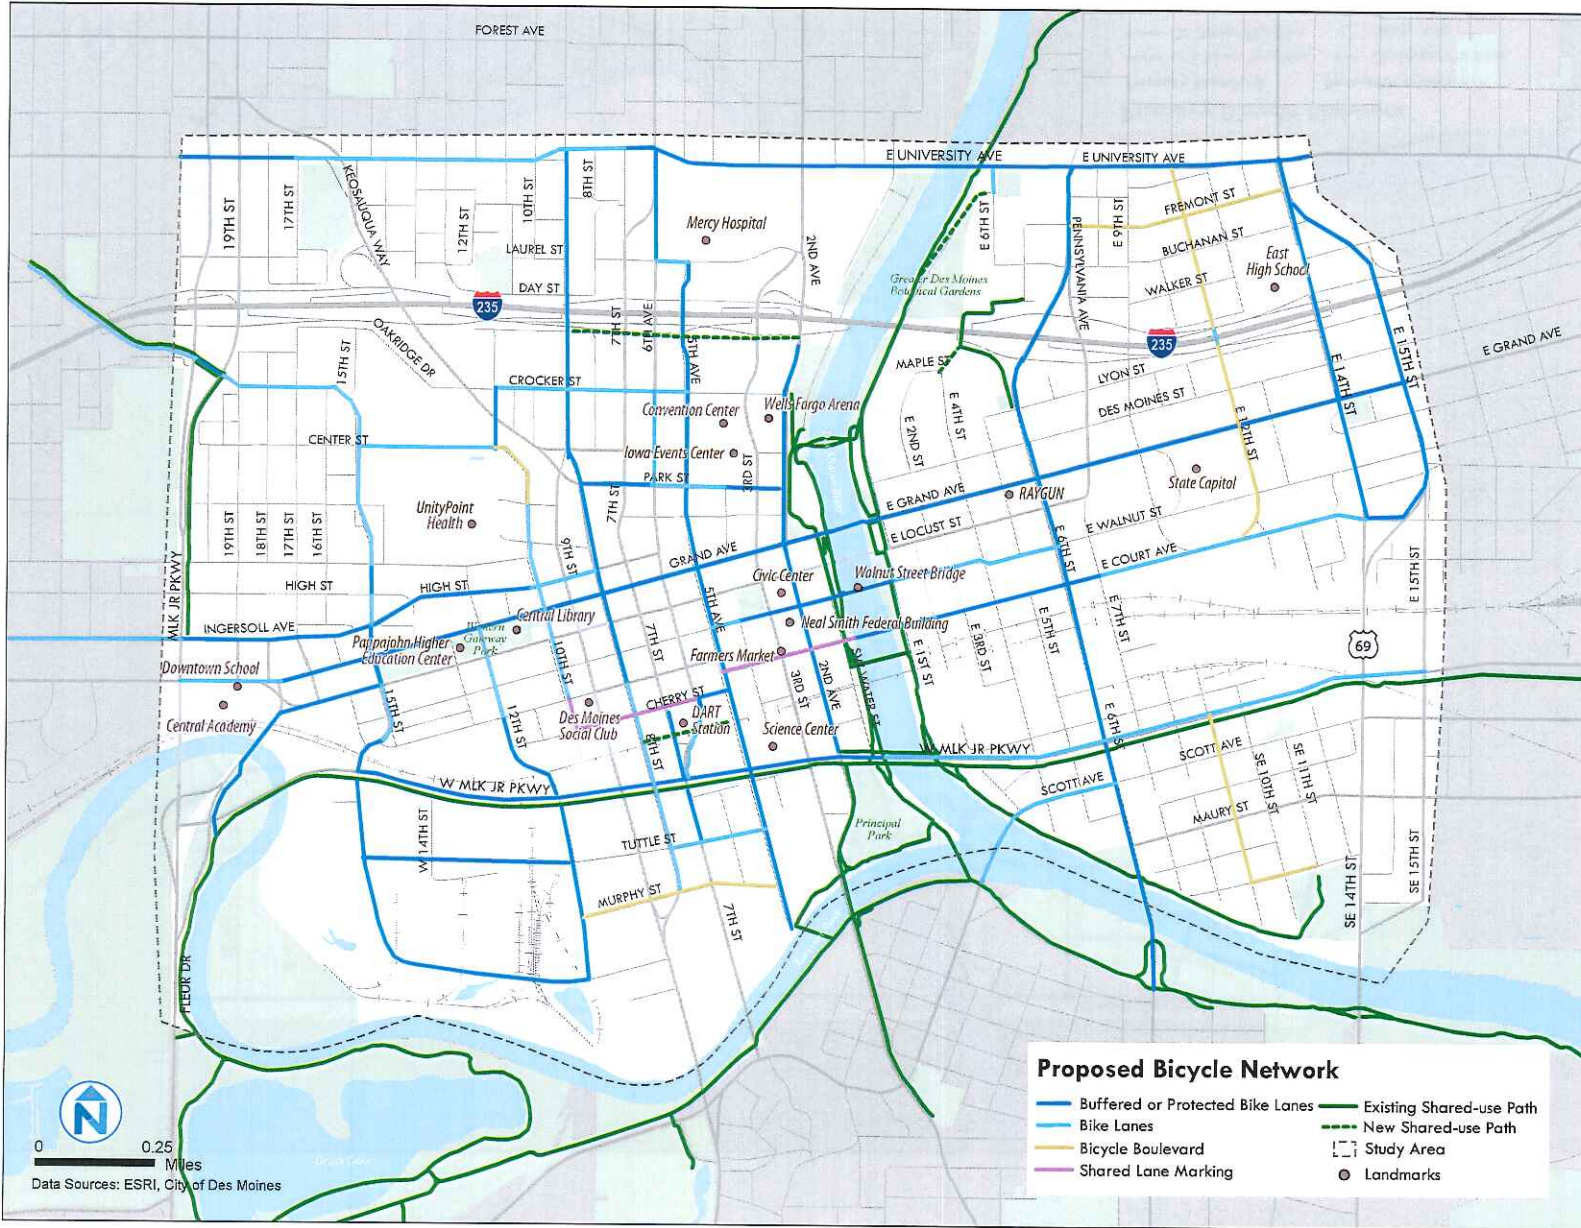 FOREST AVE
E UNIVERSITY AVE
E UNIVERSITY AVE
19TH ST
17TH ST
KEOSAUQUA WAY
12TH ST
10TH ST
8TH ST
LAUREL ST
DAY ST
Mercy Hospital
2ND AVE
E 6TH ST
PENNSYLVANIA AVE
E 9TH ST
FREMONT ST
BUCHANAN ST
WALKER ST
East
High School
Greater Des Moines
Botanical Gardens
235
235
OAKRIDGE DR
15TH ST
7TH ST
6TH AVE
5TH AVE
CROCKER ST
MAPLE ST
LYON ST
DES MOINES ST
E 14TH ST
E 15TH ST
E GRAND AVE
Convention Center
Wells Fargo Arena
E 2ND ST
E 4TH ST
E 12TH ST
CENTER ST
Iowa Events Center
PARK ST
3RD ST
State Capitol
UnityPoint
Health
7TH ST
E GRAND AVE
RAYGUN
E LOCUST ST
E WALNUT ST
19TH ST
18TH ST
17TH ST
16TH ST
9TH ST
GRAND AVE
E 6TH ST
E COURT AVE
E 15TH ST
MLK JR PKWY
HIGH ST
HIGH ST
Civic Center
Walnut Street Bridge
INGERSOLL AVE
Central Library
5TH AVE
Neal Smith Federal Building
Western
Gateway
Park
Pappajohn Higher
Education Center
10TH ST
7TH ST
Farmers Market
E 1ST ST
E 3RD ST
E 5TH ST
E 7TH ST
69
Downtown School
Central Academy
15TH ST
12TH ST
CHERRY ST
Des Moines
Social Club
DART
Station
8TH ST
3RD ST
2ND AVE
SW WATER ST
Science Center
W MLK JR PKWY
W MLK JR PKWY
E 6TH ST
SCOTT AVE
SCOTT AVE
SE 10TH ST
SE 11TH ST
MAURY ST
W 14TH ST
TUTTLE ST
Principal
Park
MURPHY ST
7TH ST
SE 14TH ST
SE 15TH ST
FLEUR DR
N
0 0.25
Miles
Data Sources: ESRI, City of Des Moines
Proposed Bicycle Network
Buffered or Protected Bike Lanes
Bike Lanes
Bicycle Boulevard
Shared Lane Marking
Existing Shared-use Path
New Shared-use Path
Study Area
Landmarks